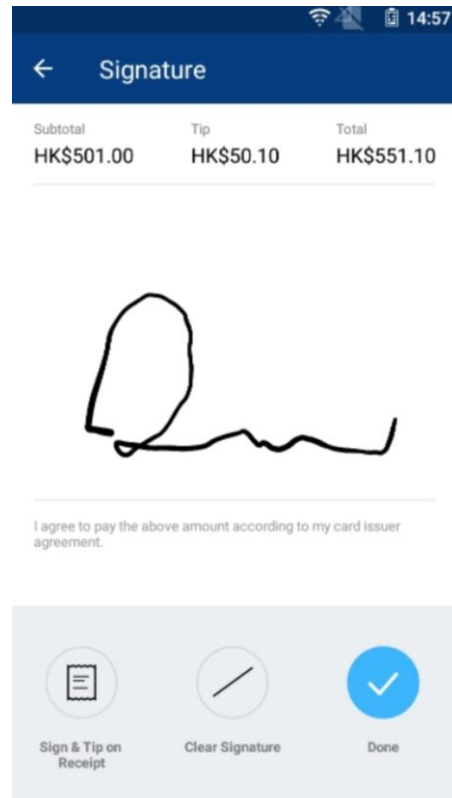 14:57
Signature
Subtotal Tip Total
HK$501.00 HK$50.10 HK$551.10
I agree to pay the above amount according to my card issuer
agreement.
Sign & Tip on Clear Signature Done
Receipt